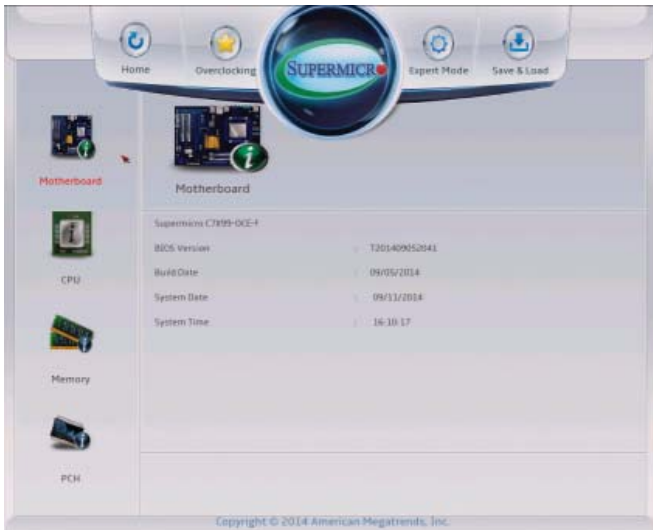 Home
Overclocking
SUPERMICRO
Expert Mode
Save & Load
Motherboard
Motherboard
CPU
Memory
PCH
Supermicro C7X99-OCE-F
BIOS Version : T201409052041
Build Date : 09/05/2014
System Date : 09/11/2014
System Time : 16:10:17
Copyright © 2014 American Megatrends, Inc.